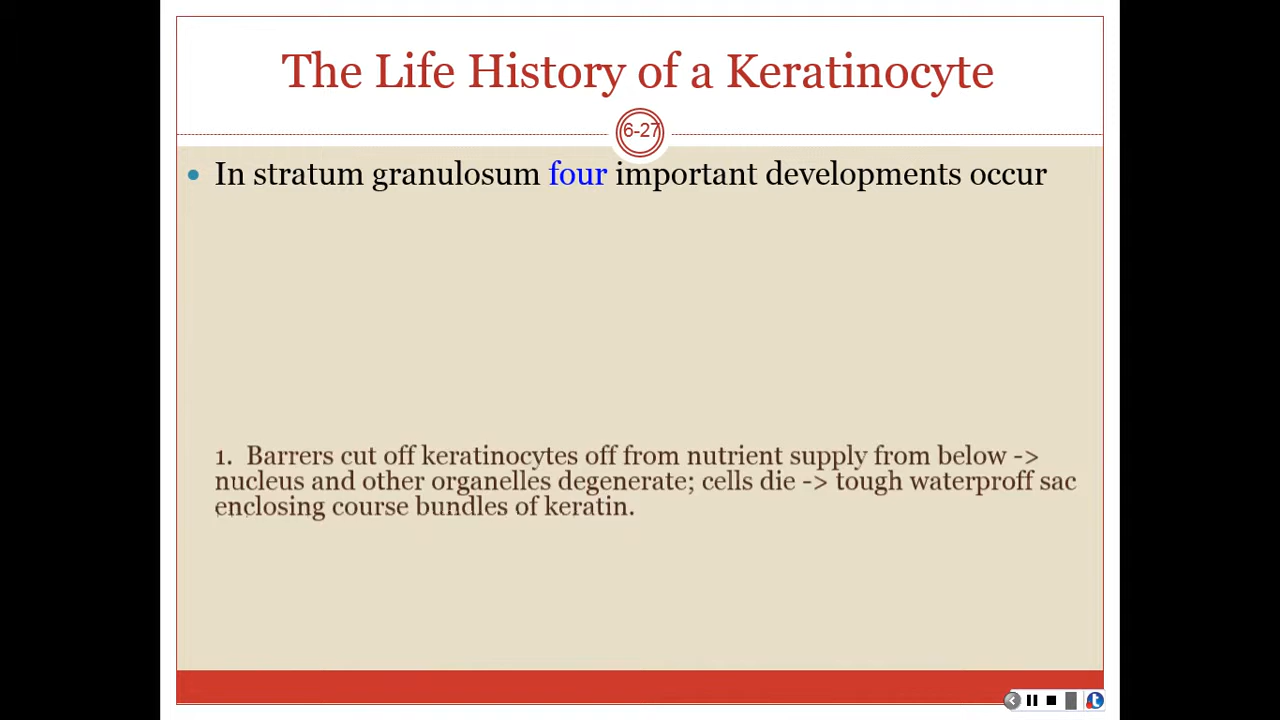 The Life History of a Keratinocyte
6-27
• In stratum granulosum four important developments occur
1. Barrers cut off keratinocytes off from nutrient supply from below ->
nucleus and other organelles degenerate; cells die -> tough waterproff sac
enclosing course bundles of keratin.
t